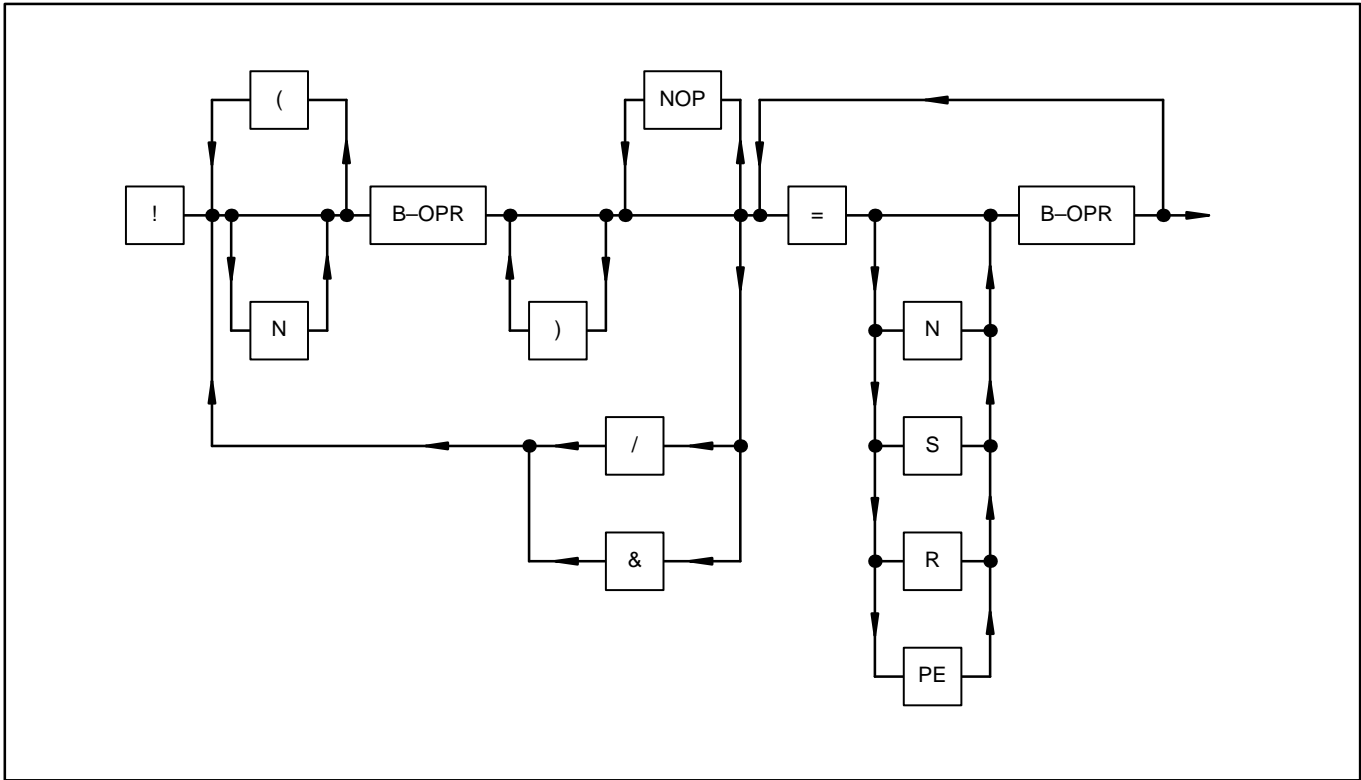 ( NOP
! B–OPR = B–OPR
N ) N
/ S
& R
PE